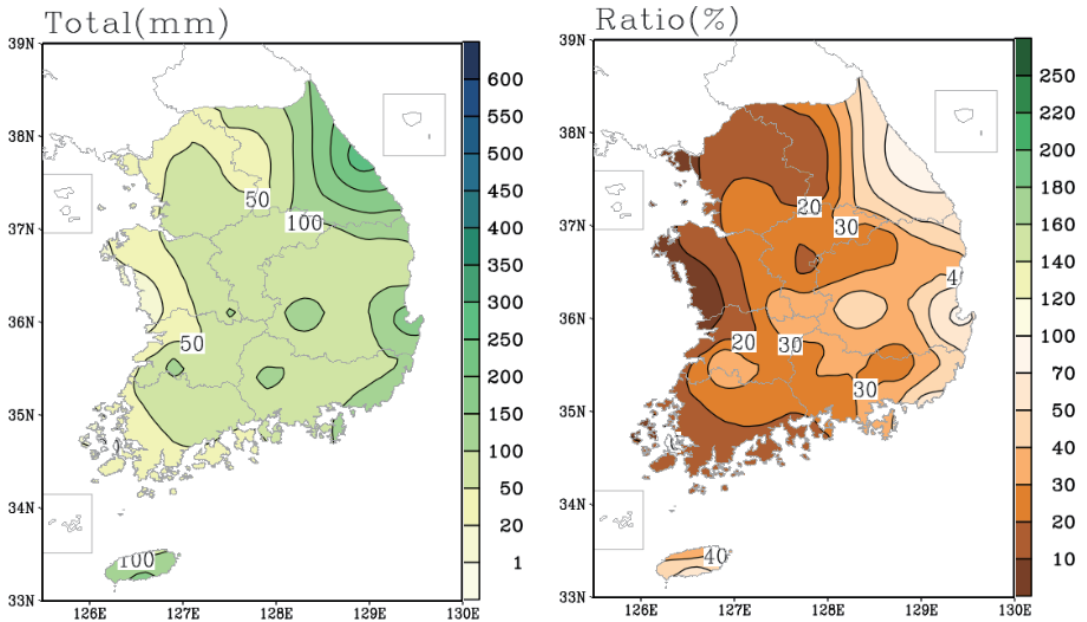 Total(mm)
39N
38N
37N
36N
35N
34N
33N
126E 127E 128E 129E 130E
50
100
50
100
600
550
500
450
400
350
300
250
200
150
100
50
20
1
Ratio(%)
39N
38N
37N
36N
35N
34N
33N
126E 127E 128E 129E 130E
20
30
4
20
30
30
40
250
220
200
180
160
140
120
100
70
50
40
30
20
10